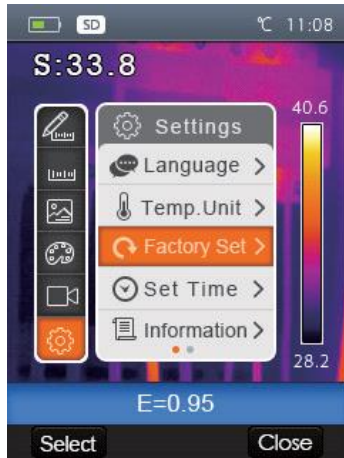 SD ℃ 11:08
S:33.8
40.6
Settings
Language >
Temp.Unit >
Factory Set >
Set Time >
Information >
28.2
E=0.95
Select Close